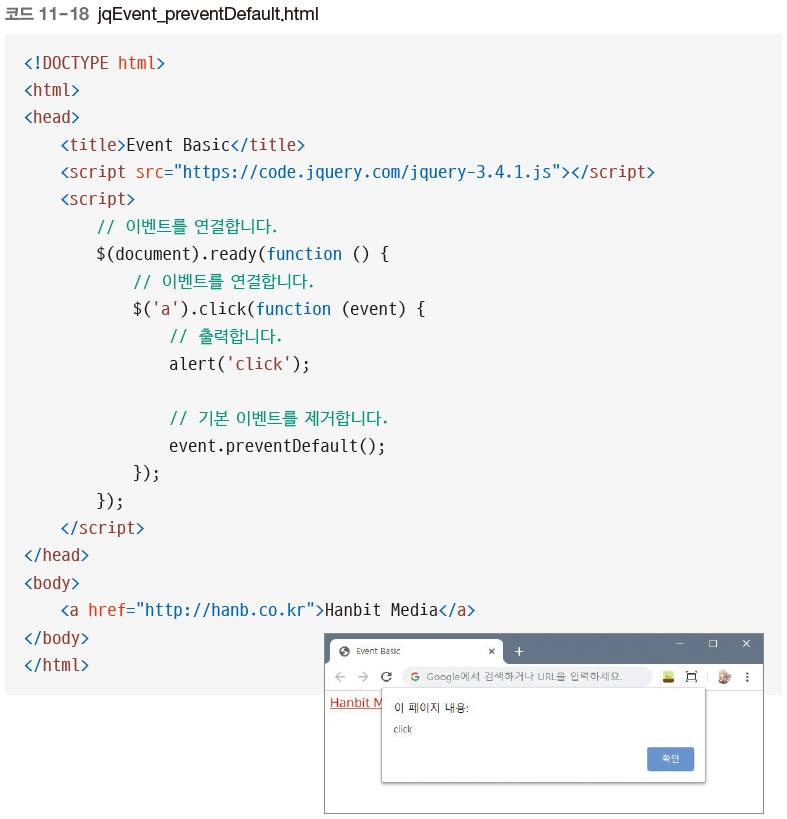 코드 11-18 jqEvent_preventDefault.html
<!DOCTYPE html>
<html>
<head>
    <title>Event Basic</title>
    <script src="https://code.jquery.com/jquery-3.4.1.js"></script>
    <script>
        // 이벤트를 연결합니다.
        $(document).ready(function () {
            // 이벤트를 연결합니다.
            $('a').click(function (event) {
                // 출력합니다.
                alert('click');

                // 기본 이벤트를 제거합니다.
                event.preventDefault();
            });
        });
    </script>
</head>
<body>
    <a href="http://hanb.co.kr">Hanbit Media</a>
</body>
</html>
Event Basic
Google에서 검색하거나 URL을 입력하세요.
Hanbit M
이 페이지 내용:
click
확인